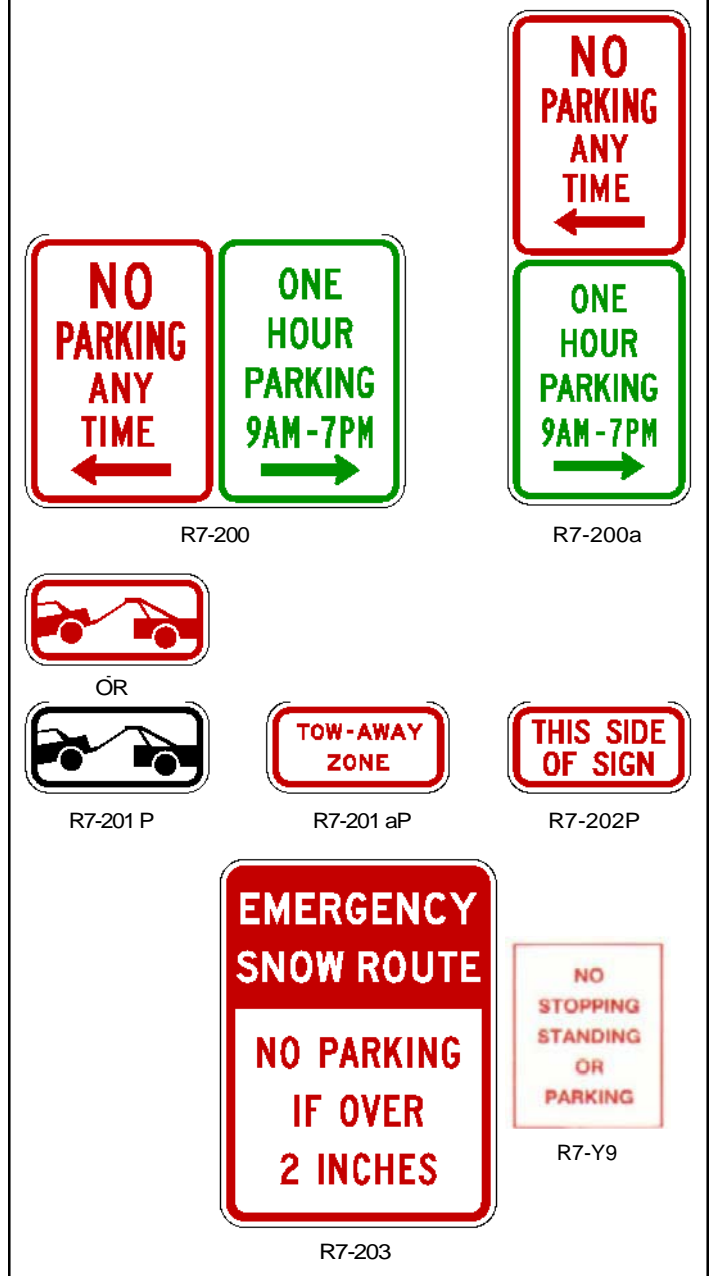 NO
PARKING
ANY
TIME
ONE
HOUR
PARKING
9AM-7PM
NO
PARKING
ANY
TIME
ONE
HOUR
PARKING
9AM-7PM
R7-200
R7-200a
OR
R7-201 P
TOW-AWAY
ZONE
R7-201 aP
THIS SIDE
OF SIGN
R7-202P
EMERGENCY
SNOW ROUTE
NO PARKING
IF OVER
2 INCHES
R7-203
NO
STOPPING
STANDING
OR
PARKING
R7-Y9